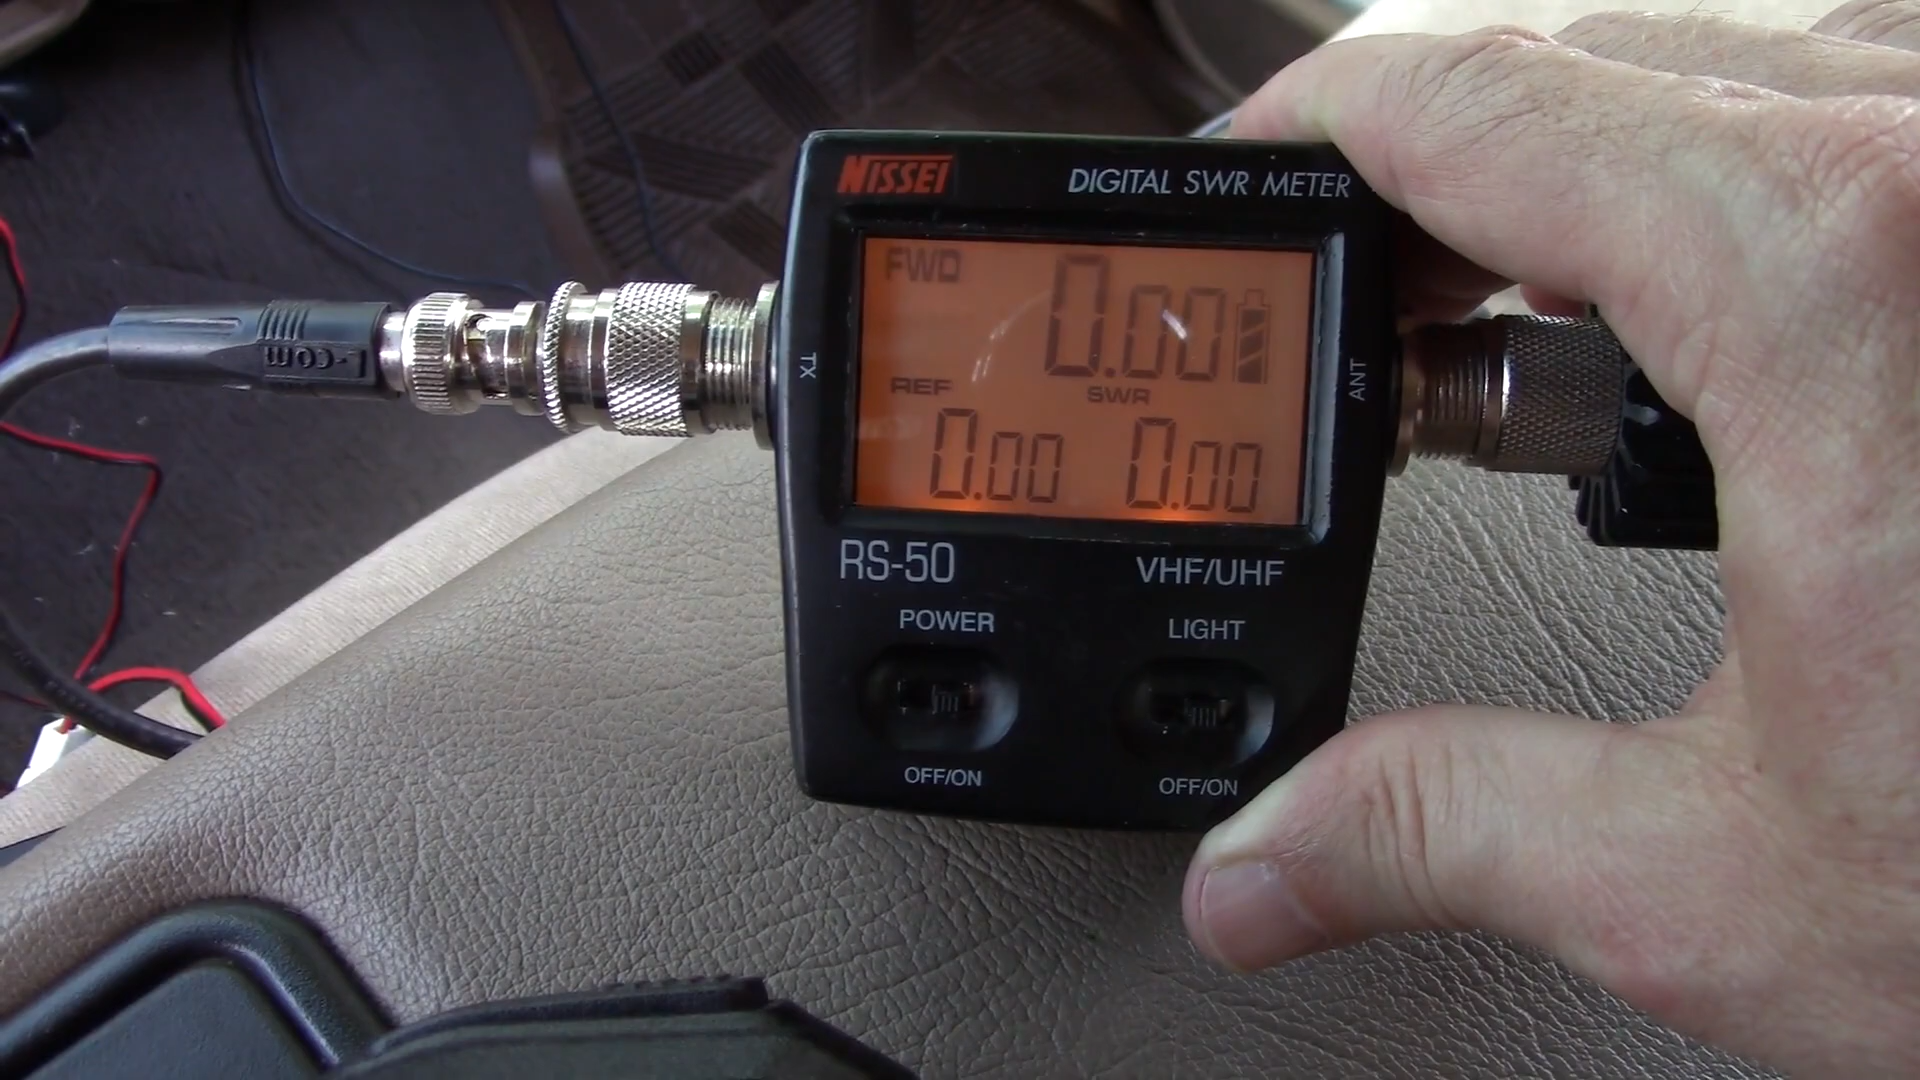 NISSEI
DIGITAL SWR METER
FWD
0.00
REF
SWR
0.00
0.00
TX
ANT
L-com
RS-50
VHF/UHF
POWER
LIGHT
OFF/ON
OFF/ON